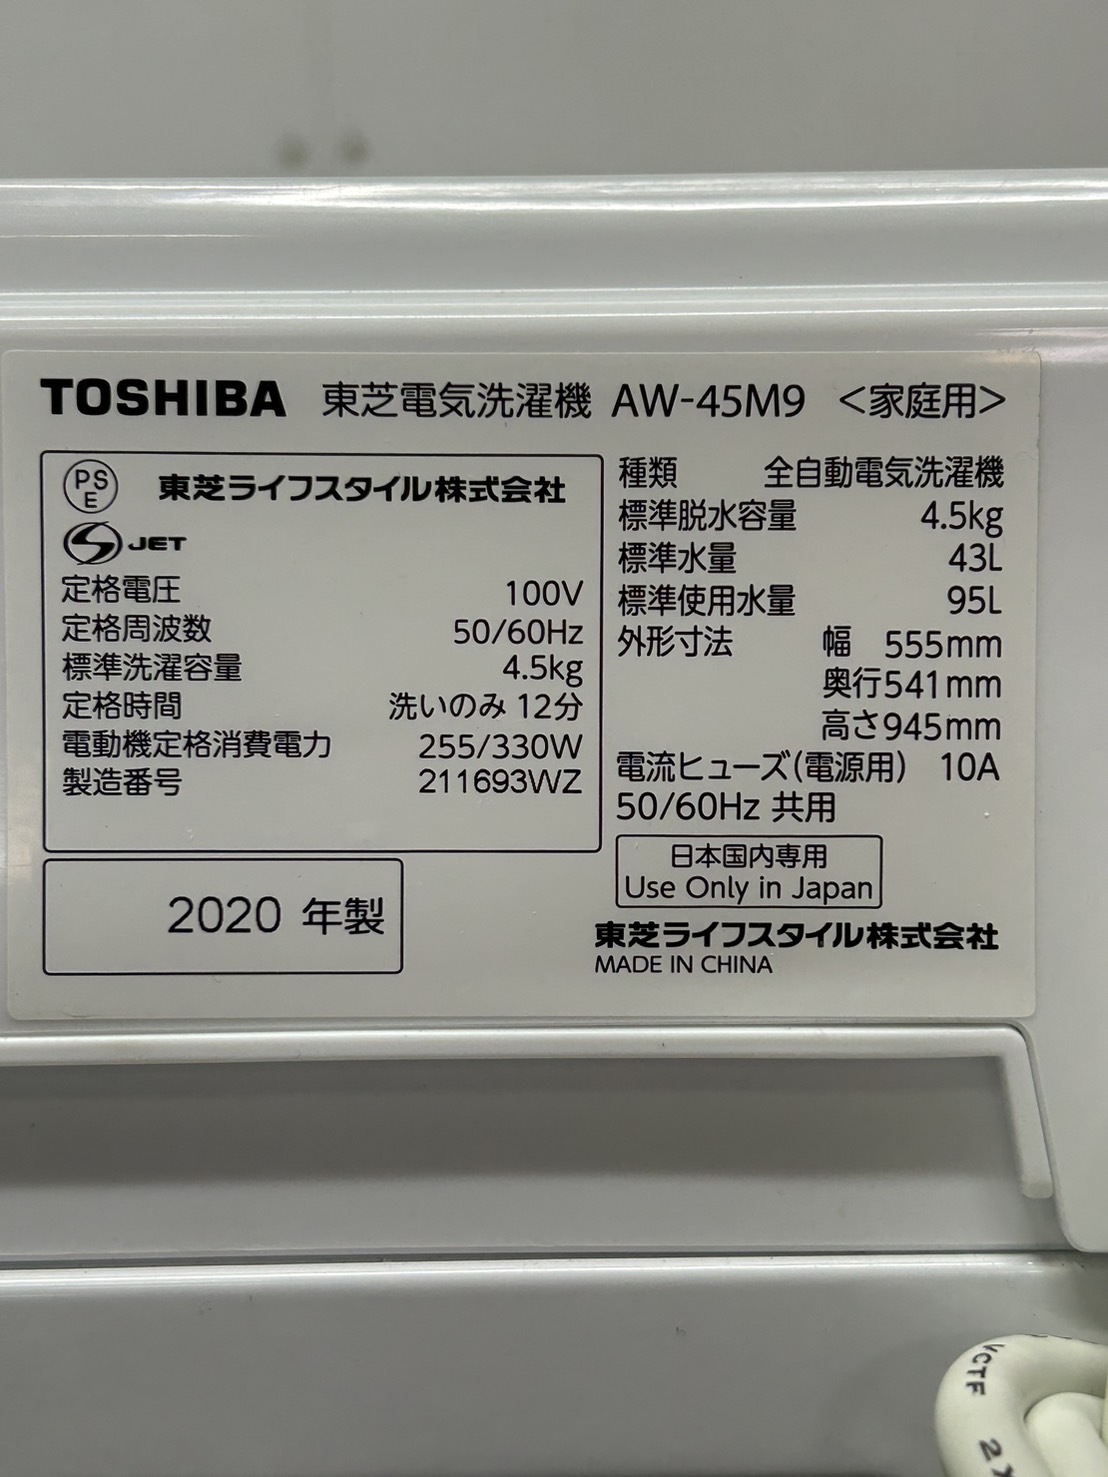 TOSHIBA 東芝電気洗濯機 AW-45M9 <家庭用>
PS
E
東芝ライフスタイル株式会社
S JET
定格電圧 100V
定格周波数 50/60Hz
標準洗濯容量 4.5kg
定格時間 洗いのみ 12分
電動機定格消費電力 255/330W
製造番号 211693WZ
2020 年製
種類 全自動電気洗濯機
標準脱水容量 4.5kg
標準水量 43L
標準使用水量 95L
外形寸法 幅 555mm
奥行541mm
高さ945mm
電流ヒューズ(電源用) 10A
50/60Hz 共用
日本国内専用
Use Only in Japan
東芝ライフスタイル株式会社
MADE IN CHINA
VCTF